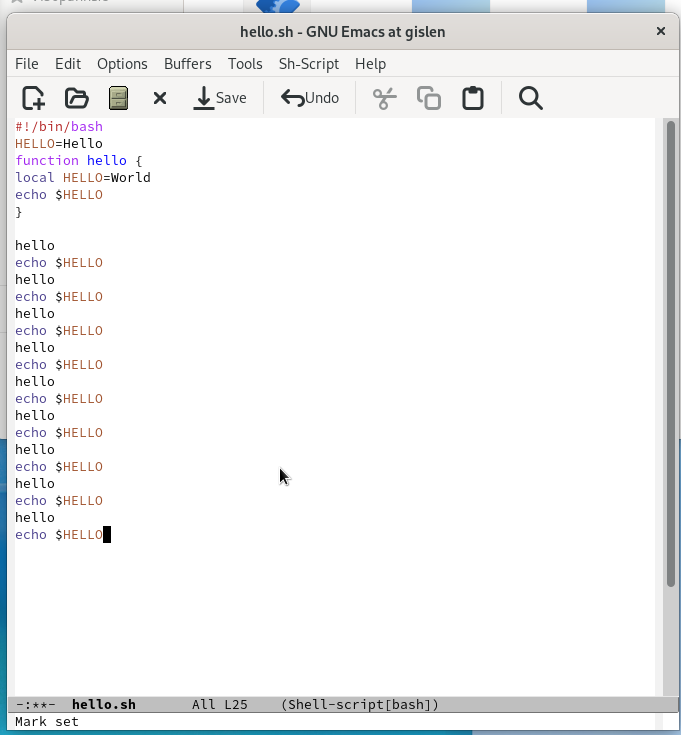 hello.sh - GNU Emacs at gislen
File Edit Options Buffers Tools Sh-Script Help
Save Undo
#!/bin/bash
HELLO=Hello
function hello {
local HELLO=World
echo $HELLO
}
hello
echo $HELLO
hello
echo $HELLO
hello
echo $HELLO
hello
echo $HELLO
hello
echo $HELLO
hello
echo $HELLO
hello
echo $HELLO
hello
echo $HELLO
hello
echo $HELLO
-:**- hello.sh All L25 (Shell-script[bash])
Mark set